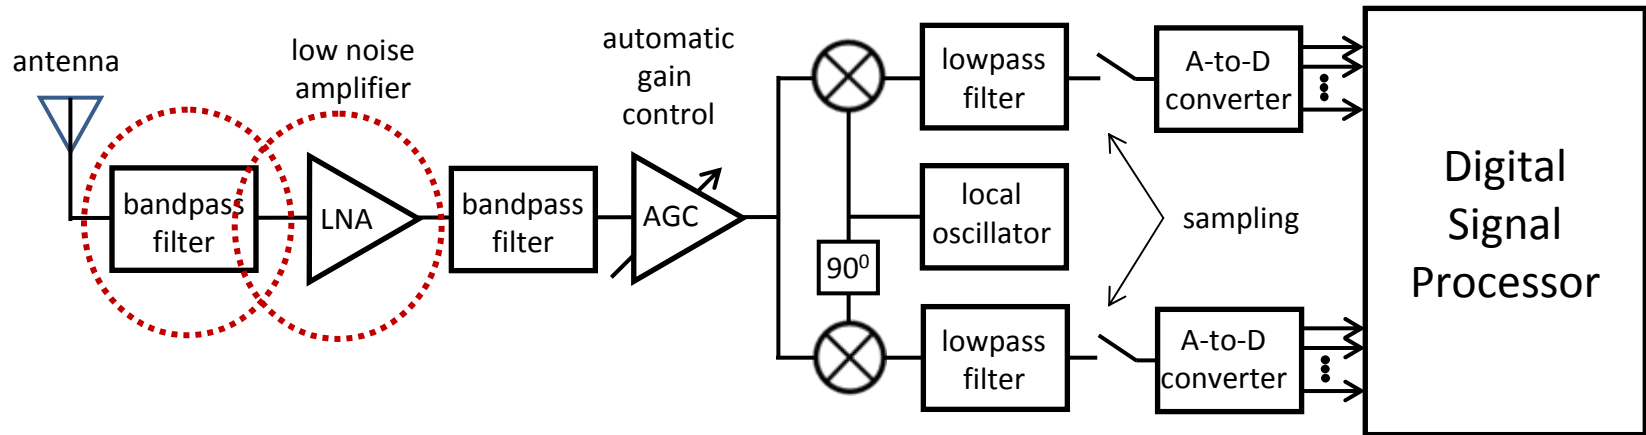 antenna
low noise
amplifier
automatic
gain
control
bandpass
filter
LNA
bandpass
filter
AGC
lowpass
filter
A-to-D
converter
local
oscillator
90⁰
sampling
lowpass
filter
A-to-D
converter
Digital
Signal
Processor